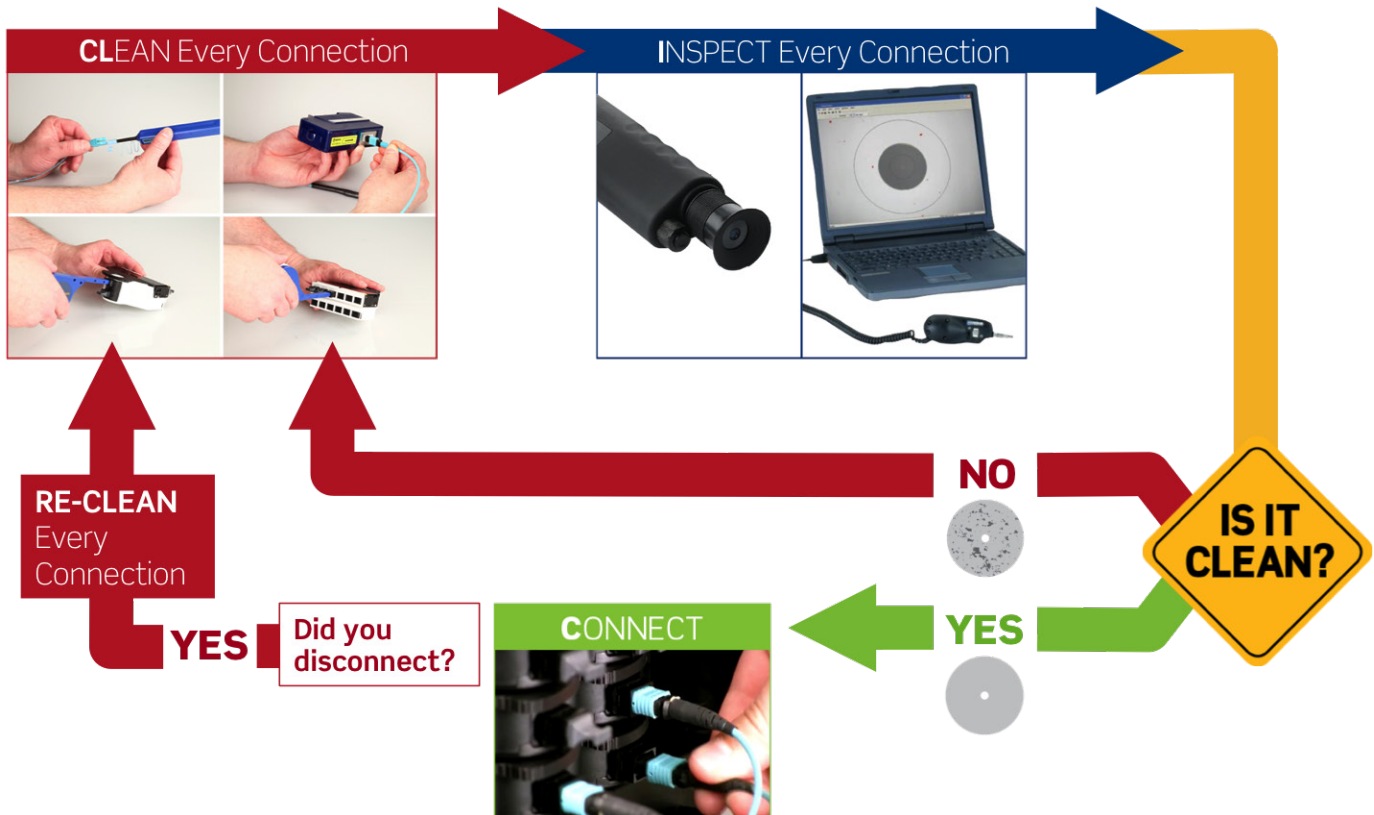 CLEAN Every Connection
INSPECT Every Connection
NO
IS IT
CLEAN?
RE-CLEAN
Every
Connection
YES
Did you
disconnect?
CONNECT
YES